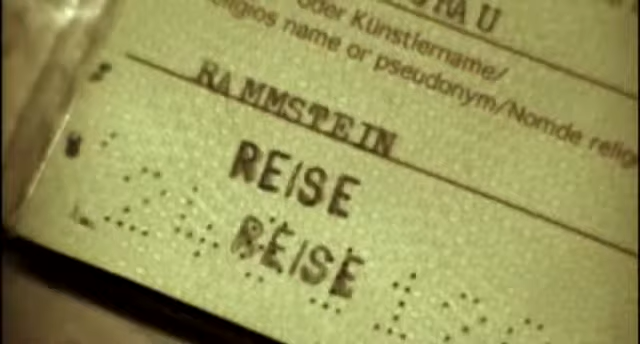 oder Künstlername/
religios name or pseudonym/Nomde relig
RAMMSTEIN
REISE
REISE